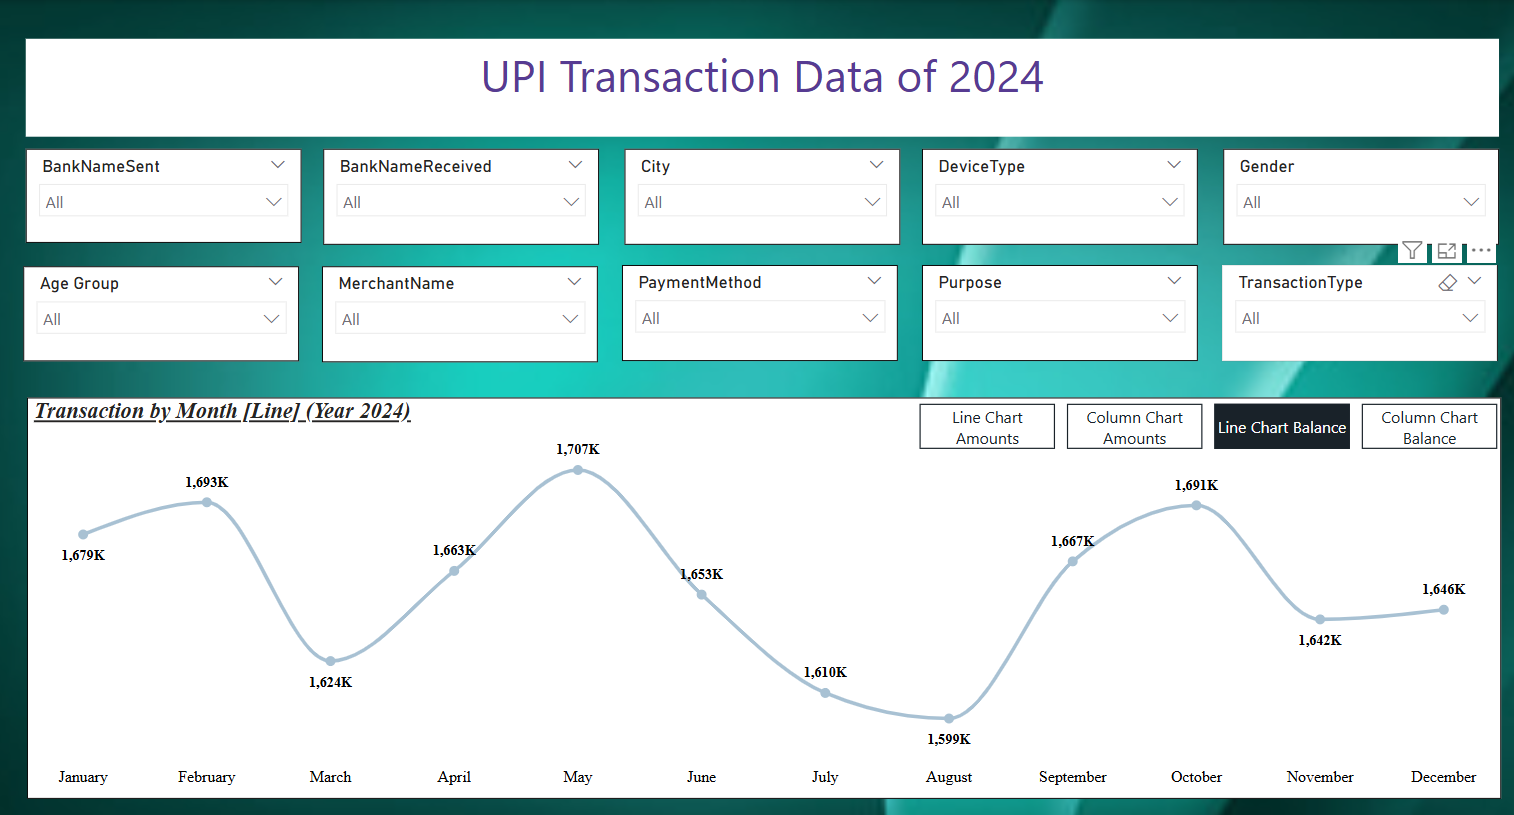 UPI Transaction Data of 2024
BankNameSent
All
BankNameReceived
All
City
All
DeviceType
All
Gender
All
Age Group
All
MerchantName
All
PaymentMethod
All
Purpose
All
TransactionType
All
Transaction by Month [Line] (Year 2024)
Line Chart
Amounts
Column Chart
Amounts
Line Chart Balance
Column Chart
Balance
1,679K
1,693K
1,624K
1,663K
1,707K
1,653K
1,610K
1,599K
1,667K
1,691K
1,642K
1,646K
January
February
March
April
May
June
July
August
September
October
November
December